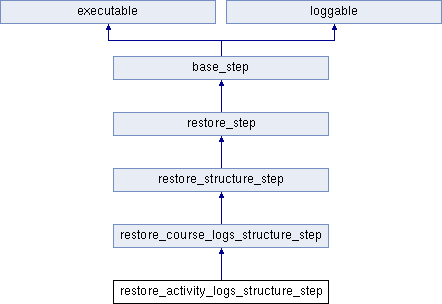 executable
loggable
base_step
restore_step
restore_structure_step
restore_course_logs_structure_step
restore_activity_logs_structure_step